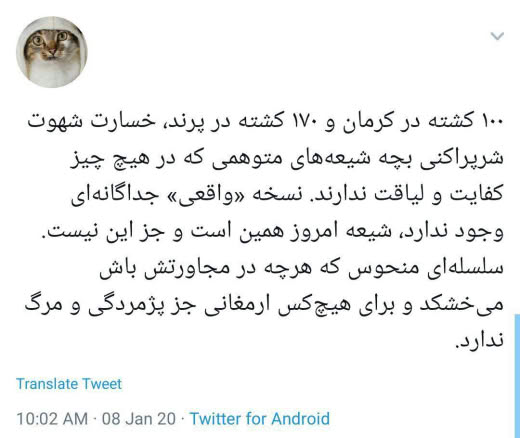 ۱۰۰ کشته در کرمان و ۱۷۰ کشته در پرند، خسارت شهوت
شرپراکنی بچه شیعه‌های متوهمی که در هیچ چیز
کفایت و لیاقت ندارند. نسخه «واقعی» جداگانه‌ای
وجود ندارد، شیعه امروز همین است و جز این نیست.
سلسله‌ای منحوس که هرچه در مجاورتش باش
می‌خشکد و برای هیچ‌کس ارمغانی جز پژمردگی و مرگ
ندارد.
Translate Tweet
10:02 AM · 08 Jan 20 · Twitter for Android